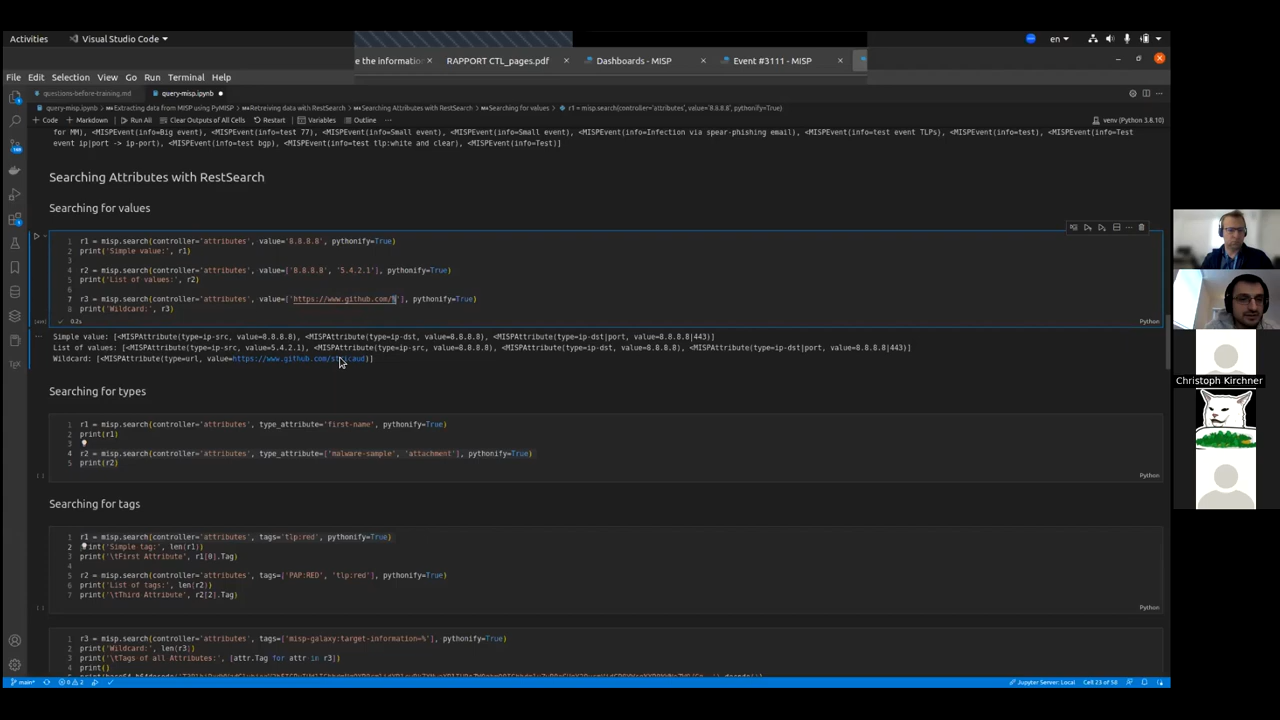 Activities
Visual Studio Code
en
e the informatio
RAPPORT CTL_pages.pdf
Dashboards - MISP
Event #3111 - MISP
File Edit Selection View Go Run Terminal Help
questions-before-training.md
query-misp.ipynb
query-misp.ipynb > Extracting data from MISP using PyMISP > Retreiving data with RestSearch > Searching Attributes with RestSearch > Searching for values > r1 = misp.search(controller='attributes', value='8.8.8.8', pythonify=True)
+ Code + Markdown Run All Clear Outputs of All Cells Restart Variables Outline ...
venv (Python 3.8.10)
for MM), <MISPEvent(info=Big event), <MISPEvent(info=test 77), <MISPEvent(info=Small event), <MISPEvent(info=Small event), <MISPEvent(info=Infection via spear-phishing email), <MISPEvent(info=test event TLPs), <MISPEvent(info=Test
event ip|port -> ip-port), <MISPEvent(info=test bgp), <MISPEvent(info=test tlp:white and clear), <MISPEvent(info=Test)]
Searching Attributes with RestSearch
Searching for values
1 r1 = misp.search(controller='attributes', value='8.8.8.8', pythonify=True)
2 print('Simple value:', r1)
3
4 r2 = misp.search(controller='attributes', value=['8.8.8.8', '5.4.2.1'], pythonify=True)
5 print('List of values:', r2)
6
7 r3 = misp.search(controller='attributes', value=['https://www.github.com/%'], pythonify=True)
8 print('Wildcard:', r3)
0.2s
Python
Simple value: [<MISPAttribute(type=ip-src, value=8.8.8.8), <MISPAttribute(type=ip-dst, value=8.8.8.8), <MISPAttribute(type=ip-dst|port, value=8.8.8.8|443)]
List of values: [<MISPAttribute(type=ip-src, value=5.4.2.1), <MISPAttribute(type=ip-src, value=8.8.8.8), <MISPAttribute(type=ip-dst, value=8.8.8.8), <MISPAttribute(type=ip-dst|port, value=8.8.8.8|443)]
Wildcard: [<MISPAttribute(type=url, value=
Searching for types
1 r1 = misp.search(controller='attributes', type_attribute='first-name', pythonify=True)
2 print(r1)
3
4 r2 = misp.search(controller='attributes', type_attribute=['malware-sample', 'attachment'], pythonify=True)
5 print(r2)
Python
Searching for tags
1 r1 = misp.search(controller='attributes', tags='tlp:red', pythonify=True)
2 print('Simple tag:', len(r1))
3 print('\tFirst Attribute', r1[0].Tag)
4
5 r2 = misp.search(controller='attributes', tags=['PAP:RED', 'tlp:red'], pythonify=True)
6 print('List of tags:', len(r2))
7 print('\tThird Attribute', r2[2].Tag)
Python
1 r3 = misp.search(controller='attributes', tags=['misp-galaxy:target-information=%'], pythonify=True)
2 print('Wildcard:', len(r3))
3 print('\tTags of all Attributes:', [attr.Tag for attr in r3])
4 print()
main*
0 2
Jupyter Server: Local
Cell 23 of 58
Christoph Kirchner